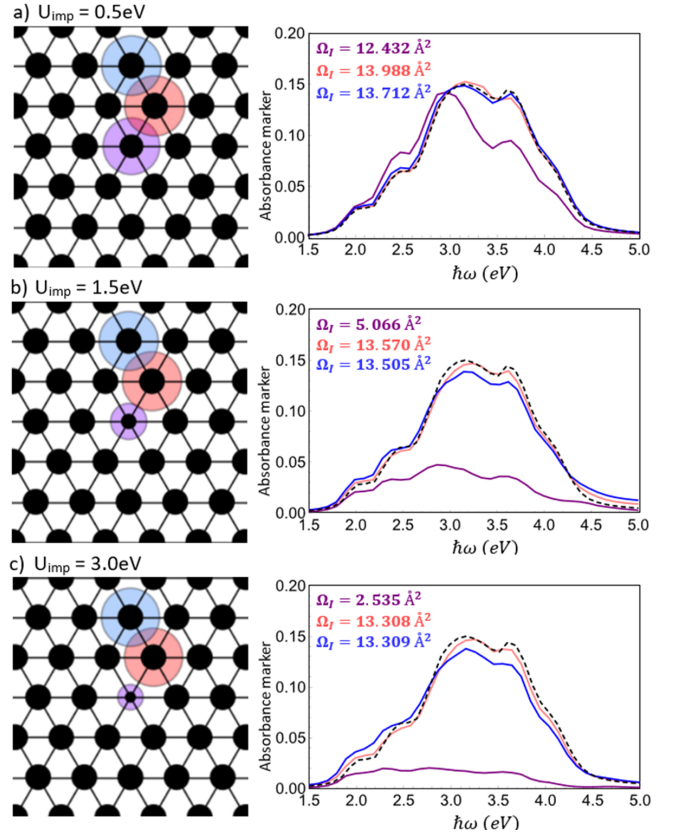 a) Uimp = 0.5eV
Absorbance marker
0.20
0.15
0.10
0.05
0.00
Ω_I = 12.432 Å²
Ω_I = 13.988 Å²
Ω_I = 13.712 Å²
1.5 2.0 2.5 3.0 3.5 4.0 4.5 5.0
ħω (eV)
b) Uimp = 1.5eV
Absorbance marker
0.20
0.15
0.10
0.05
0.00
Ω_I = 5.066 Å²
Ω_I = 13.570 Å²
Ω_I = 13.505 Å²
1.5 2.0 2.5 3.0 3.5 4.0 4.5 5.0
ħω (eV)
c) Uimp = 3.0eV
Absorbance marker
0.20
0.15
0.10
0.05
0.00
Ω_I = 2.535 Å²
Ω_I = 13.308 Å²
Ω_I = 13.309 Å²
1.5 2.0 2.5 3.0 3.5 4.0 4.5 5.0
ħω (eV)